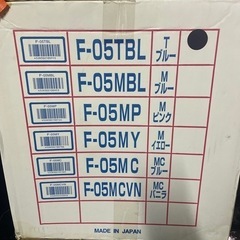 F-05TBL T ブルー
F-05MBL M ブルー
F-05MP M ピンク
F-05MY M イエロー
F-05MC MC ブルー
F-05MCVN MC バニラ
MADE IN JAPAN